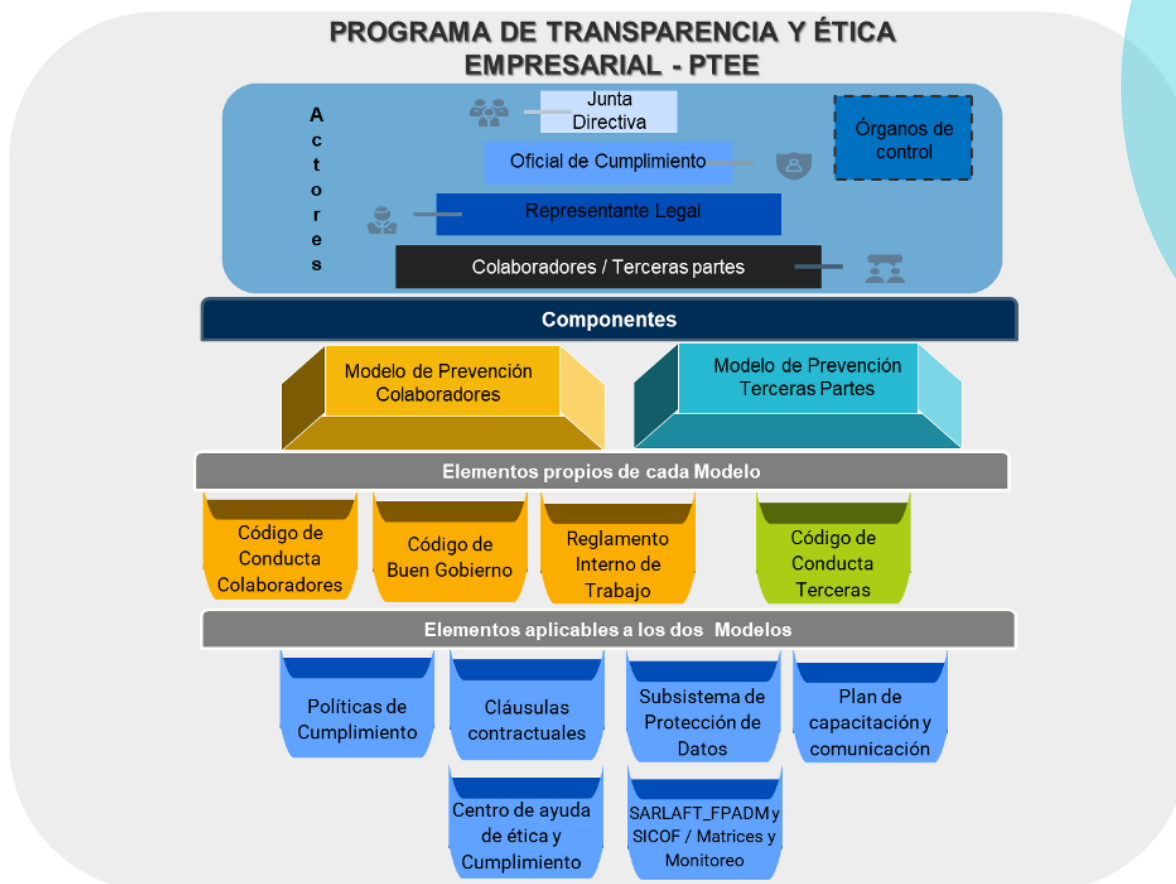 PROGRAMA DE TRANSPARENCIA Y ÉTICA
EMPRESARIAL - PTEE
Actores
Junta
Directiva
Órganos de
control
Oficial de Cumplimiento
Representante Legal
Colaboradores / Terceras partes
Componentes
Modelo de Prevención
Colaboradores
Modelo de Prevención
Terceras Partes
Elementos propios de cada Modelo
Código de
Conducta
Colaboradores
Código de
Buen Gobierno
Reglamento
Interno de
Trabajo
Código de
Conducta
Terceras
Elementos aplicables a los dos Modelos
Políticas de
Cumplimiento
Cláusulas
contractuales
Subsistema de
Protección de
Datos
Plan de
capacitación y
comunicación
Centro de ayuda
de ética y
Cumplimiento
SARLAFT_FPADM y
SICOF / Matrices y
Monitoreo